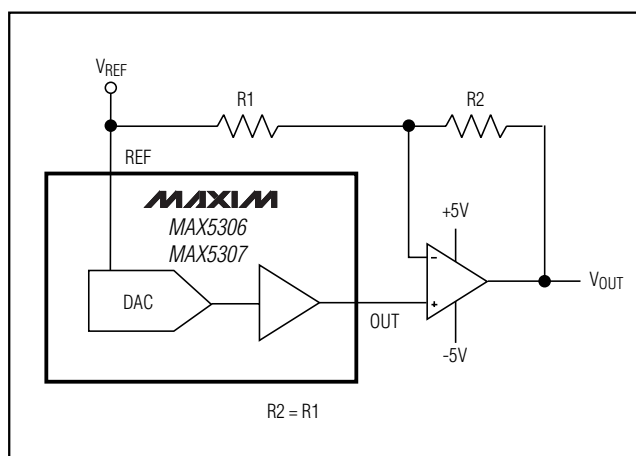 VREF
R1
R2
REF
MAXIM
MAX5306
MAX5307
+5V
DAC
-
+
OUT
VOUT
-5V
R2 = R1